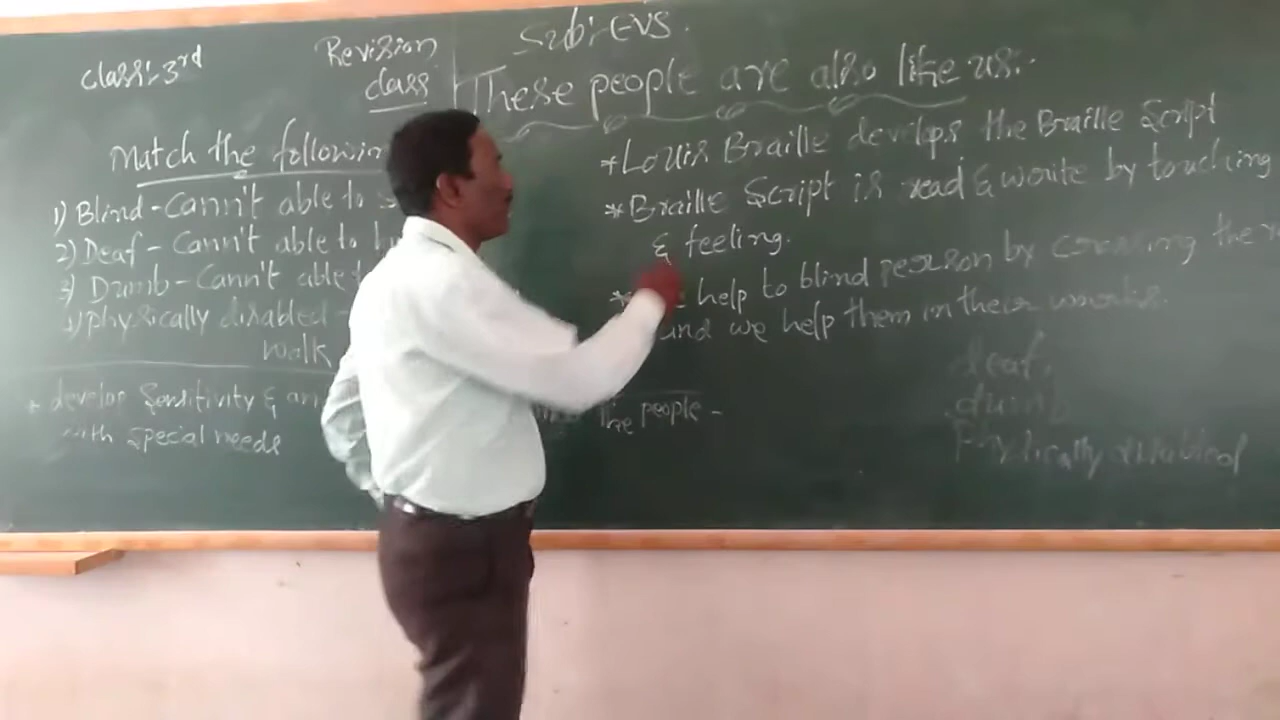 Sub:- EVS.
Class:- 3rd
Revision
class
These people are also like us.
Match the followin
1) Blind - Cann't able to
2) Deaf - Cann't able to
3) Dumb - Cann't able
4) physically disabled -
walk
* develop Sensitivity & an
with special needs
* Louis Braille develops the Braille Script
* Braille Script is read & write by touching
& feeling.
* help to blind person by crossing the
and we help them in their works.
the people -
deaf,
dumb
Physically disabled